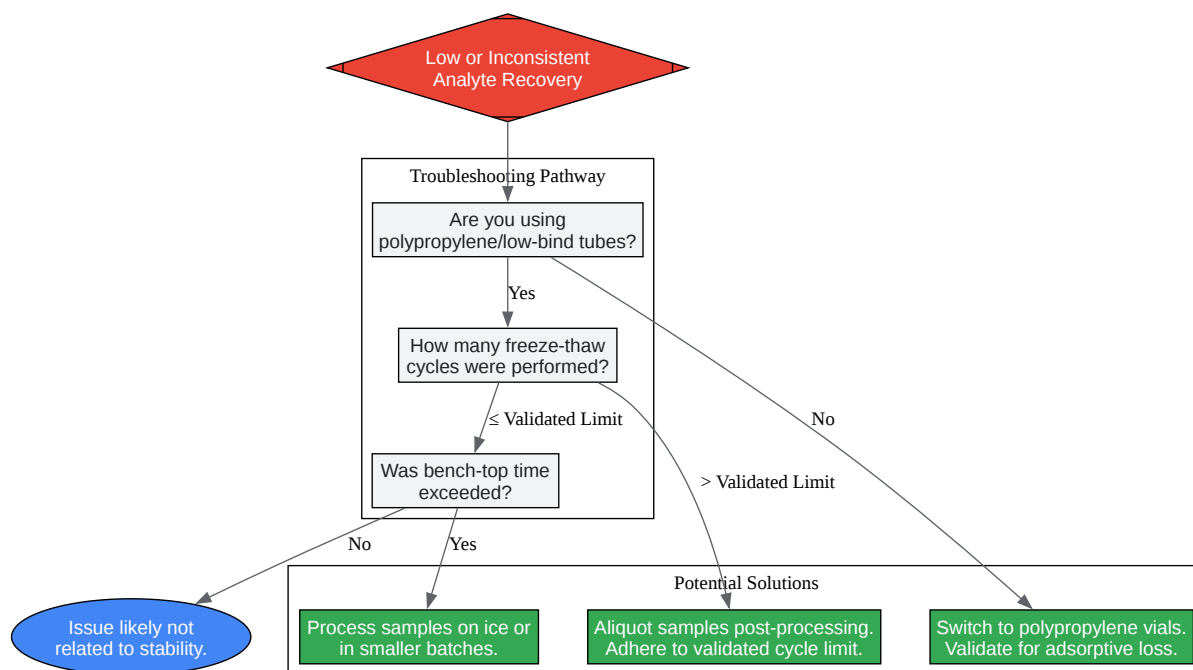 Low or Inconsistent
Analyte Recovery
Troubleshooting Pathway
Are you using
polypropylene/low-bind tubes?
Yes
How many freeze-thaw
cycles were performed?
No
≤ Validated Limit
Was bench-top time
exceeded?
> Validated Limit
No
Yes
Potential Solutions
Issue likely not
related to stability.
Process samples on ice or
in smaller batches.
Aliquot samples post-processing.
Adhere to validated cycle limit.
Switch to polypropylene vials.
Validate for adsorptive loss.